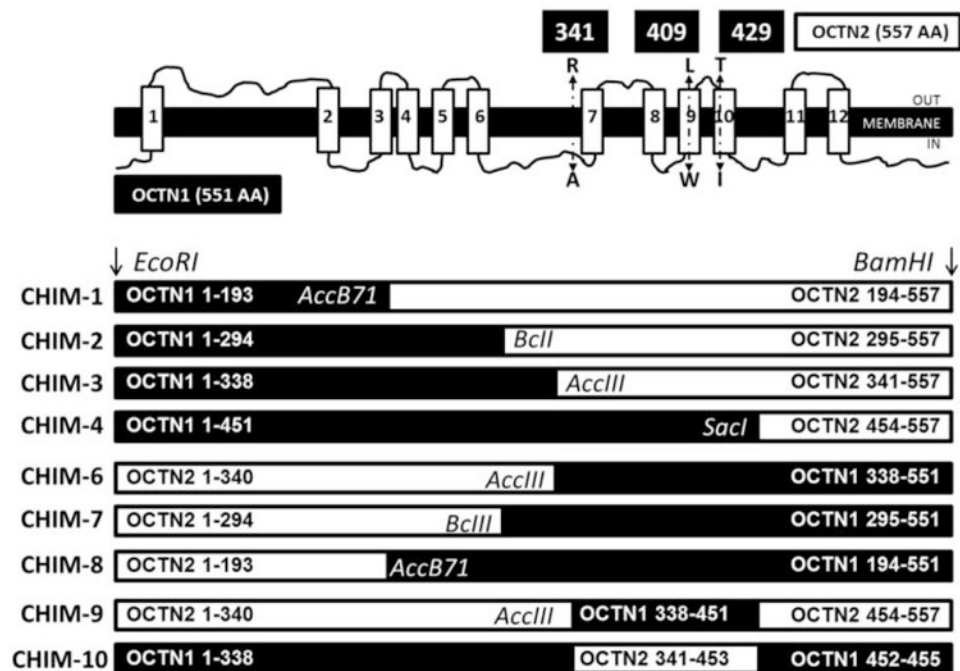 341 409 429 OCTN2 (557 AA)
R L T
1 2 3 4 5 6 7 8 9 10 11 12 OUT
MEMBRANE
IN
A W I
OCTN1 (551 AA)
EcoRI BamHI
CHIM-1 OCTN1 1-193 AccB71 OCTN2 194-557
CHIM-2 OCTN1 1-294 BclI OCTN2 295-557
CHIM-3 OCTN1 1-338 AccIII OCTN2 341-557
CHIM-4 OCTN1 1-451 SacI OCTN2 454-557
CHIM-6 OCTN2 1-340 AccIII OCTN1 338-551
CHIM-7 OCTN2 1-294 BcIII OCTN1 295-551
CHIM-8 OCTN2 1-193 AccB71 OCTN1 194-551
CHIM-9 OCTN2 1-340 AccIII OCTN1 338-451 OCTN2 454-557
CHIM-10 OCTN1 1-338 OCTN2 341-453 OCTN1 452-455